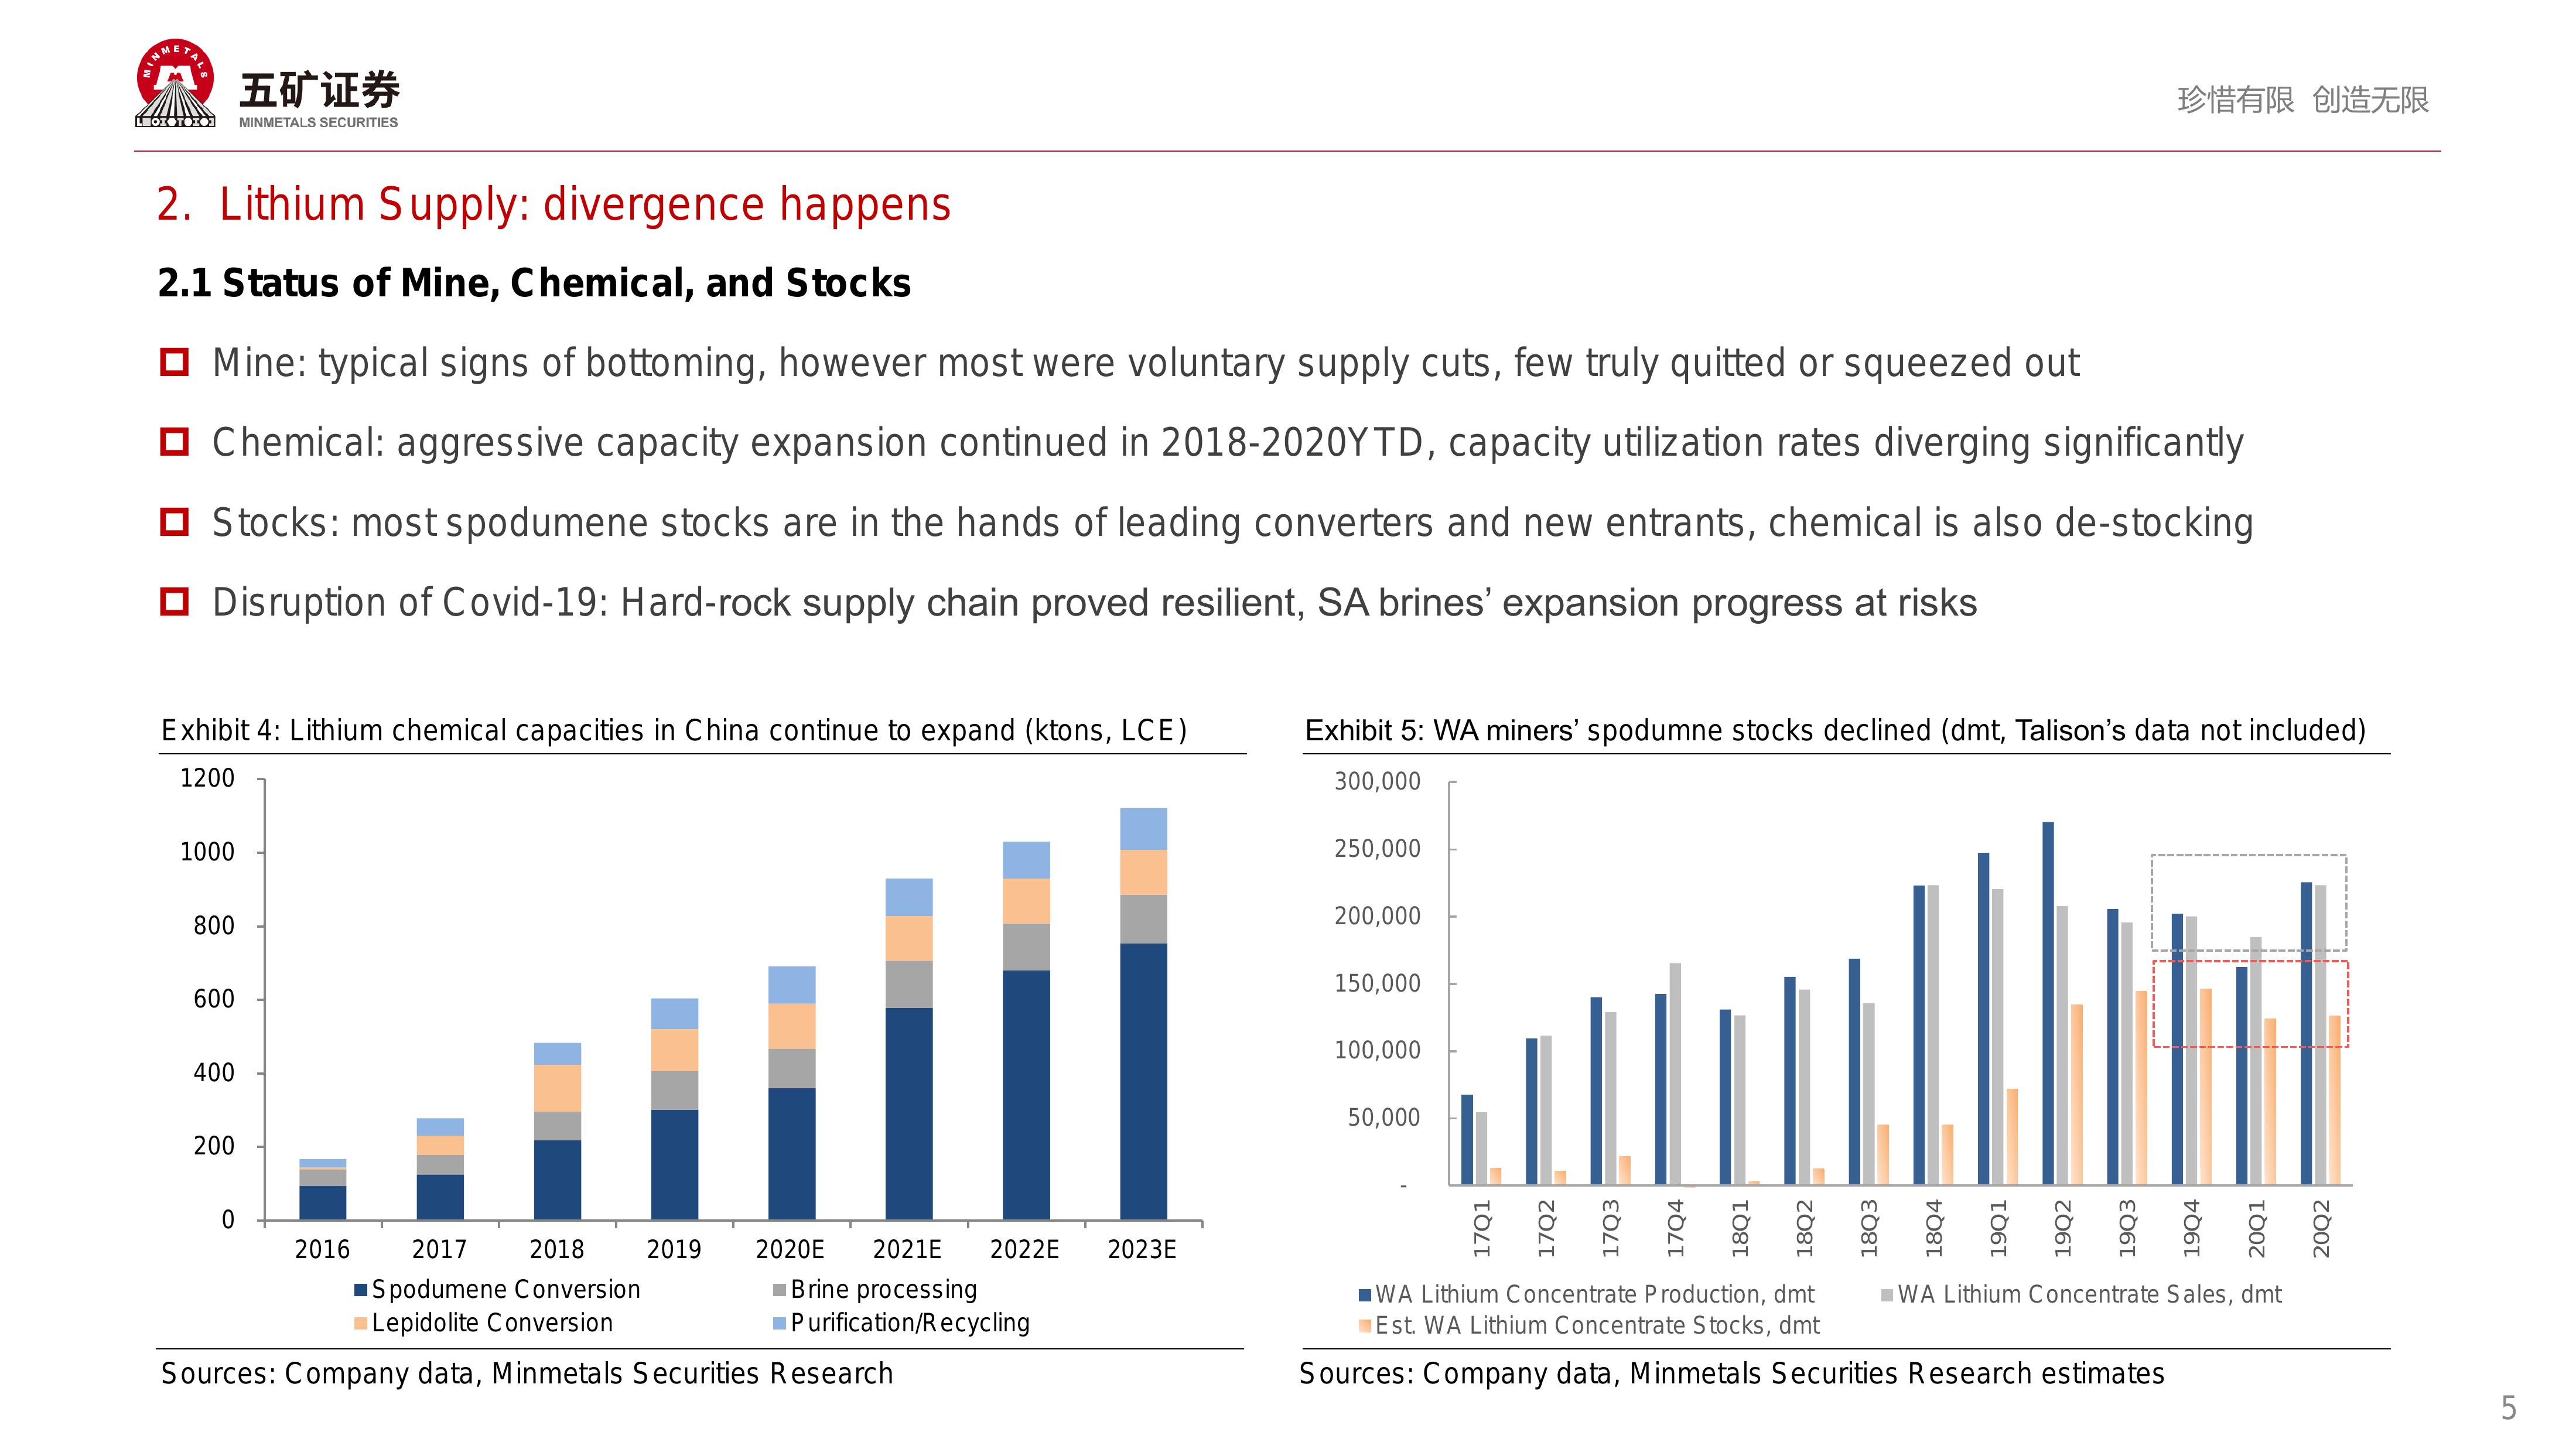 MINMETALS
五矿证券
MINMETALS SECURITIES
珍惜有限 创造无限
2. Lithium Supply: divergence happens
2.1 Status of Mine, Chemical, and Stocks
Mine: typical signs of bottoming, however most were voluntary supply cuts, few truly quitted or squeezed out
Chemical: aggressive capacity expansion continued in 2018-2020YTD, capacity utilization rates diverging significantly
Stocks: most spodumene stocks are in the hands of leading converters and new entrants, chemical is also de-stocking
Disruption of Covid-19: Hard-rock supply chain proved resilient, SA brines’ expansion progress at risks
Exhibit 4: Lithium chemical capacities in China continue to expand (ktons, LCE)
1200
1000
800
600
400
200
0
2016 2017 2018 2019 2020E 2021E 2022E 2023E
Spodumene Conversion Brine processing
Lepidolite Conversion Purification/Recycling
Sources: Company data, Minmetals Securities Research
Exhibit 5: WA miners’ spodumne stocks declined (dmt, Talison’s data not included)
300,000
250,000
200,000
150,000
100,000
50,000
-
17Q1 17Q2 17Q3 17Q4 18Q1 18Q2 18Q3 18Q4 19Q1 19Q2 19Q3 19Q4 20Q1 20Q2
WA Lithium Concentrate Production, dmt WA Lithium Concentrate Sales, dmt
Est. WA Lithium Concentrate Stocks, dmt
Sources: Company data, Minmetals Securities Research estimates
5